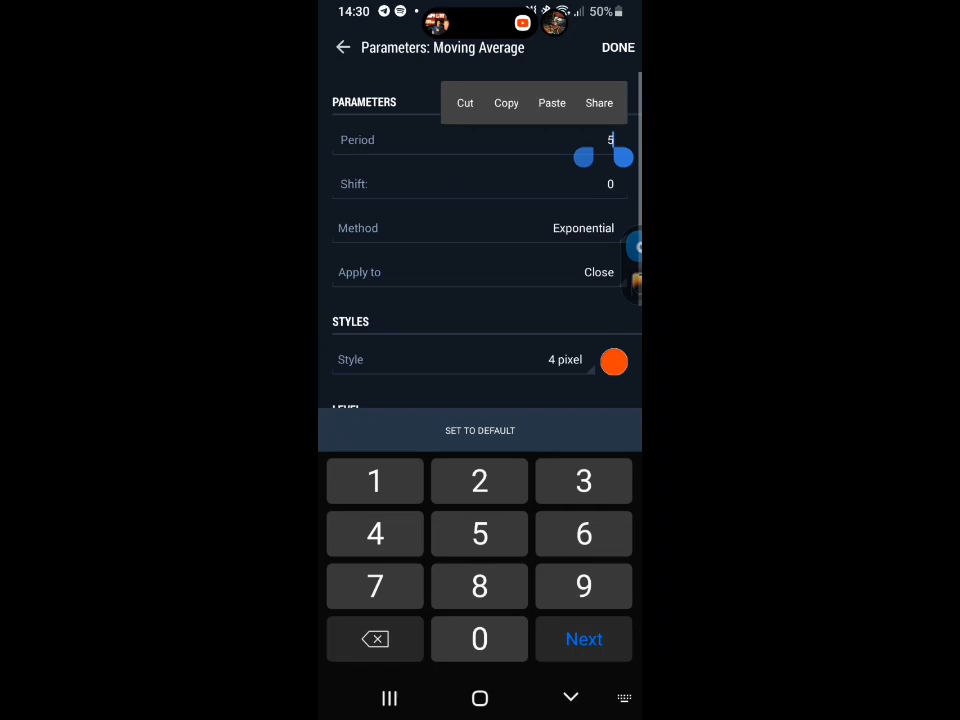 14:30
50%
Parameters: Moving Average
DONE
Cut Copy Paste Share
PARAMETERS
Period 5
Shift: 0
Method Exponential
Apply to Close
STYLES
Style 4 pixel
LEVEL
SET TO DEFAULT
1 2 3
4 5 6
7 8 9
0 Next